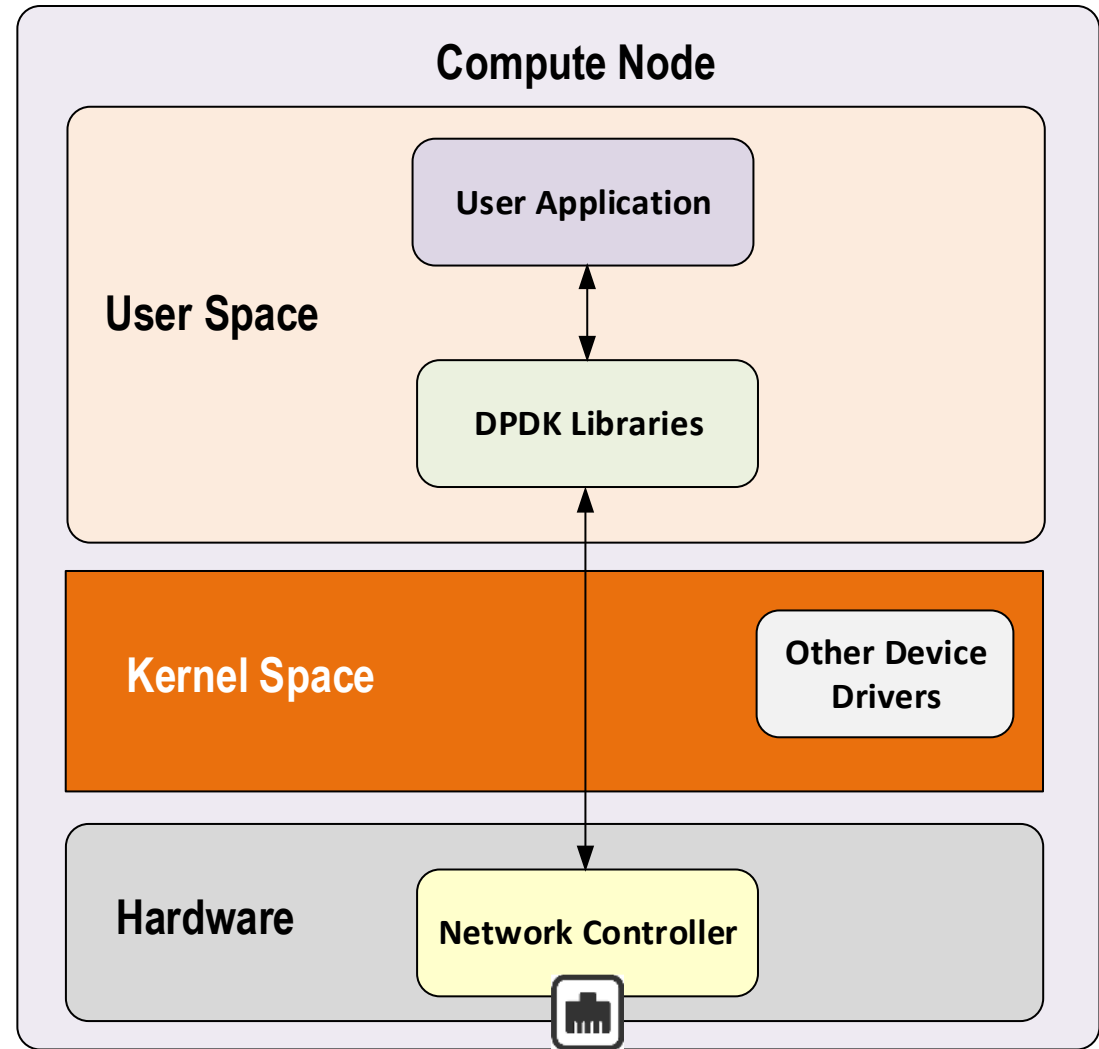 Compute Node
User Application
User Space
DPDK Libraries
Other Device
Drivers
Kernel Space
Hardware
Network Controller